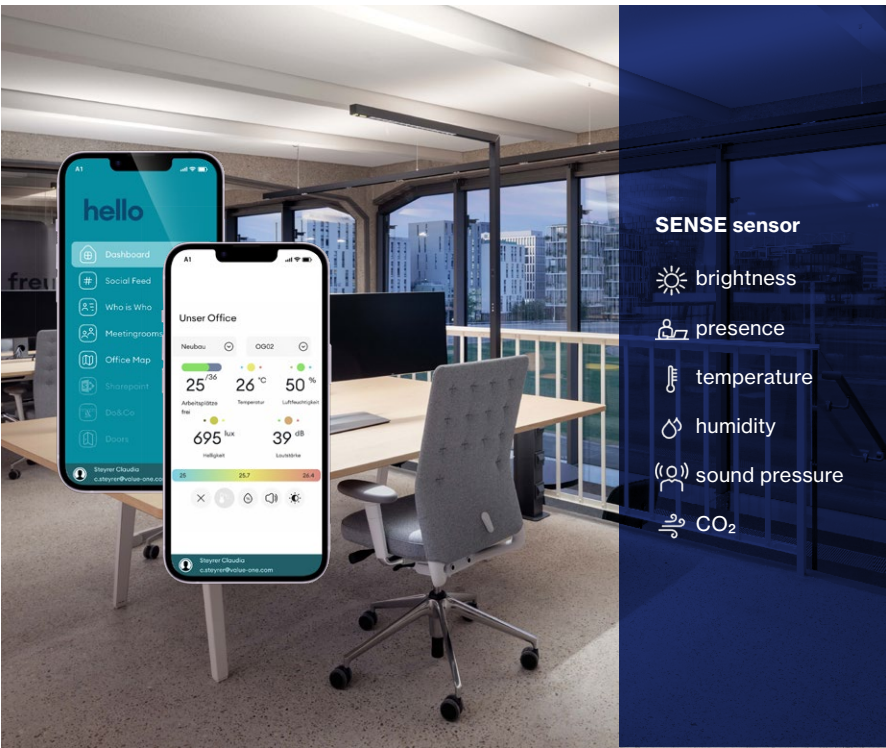 A1
hello
Dashboard
Social Feed
Who is Who
Meetingrooms
Office Map
Sharepoint
Do&Co
Doors
Steyrer Claudia
c.steyrer@value-one.co
freu
A1
Unser Office
Neubau
OG02
25/36
Arbeitsplätze
frei
26 °C
Temperatur
50 %
Luftfeuchtigkeit
695 lux
Helligkeit
39 dB
Lautstärke
25 25.7 26.4
Steyrer Claudia
c.steyrer@value-one.com
SENSE sensor
brightness
presence
temperature
humidity
((O)) sound pressure
CO₂